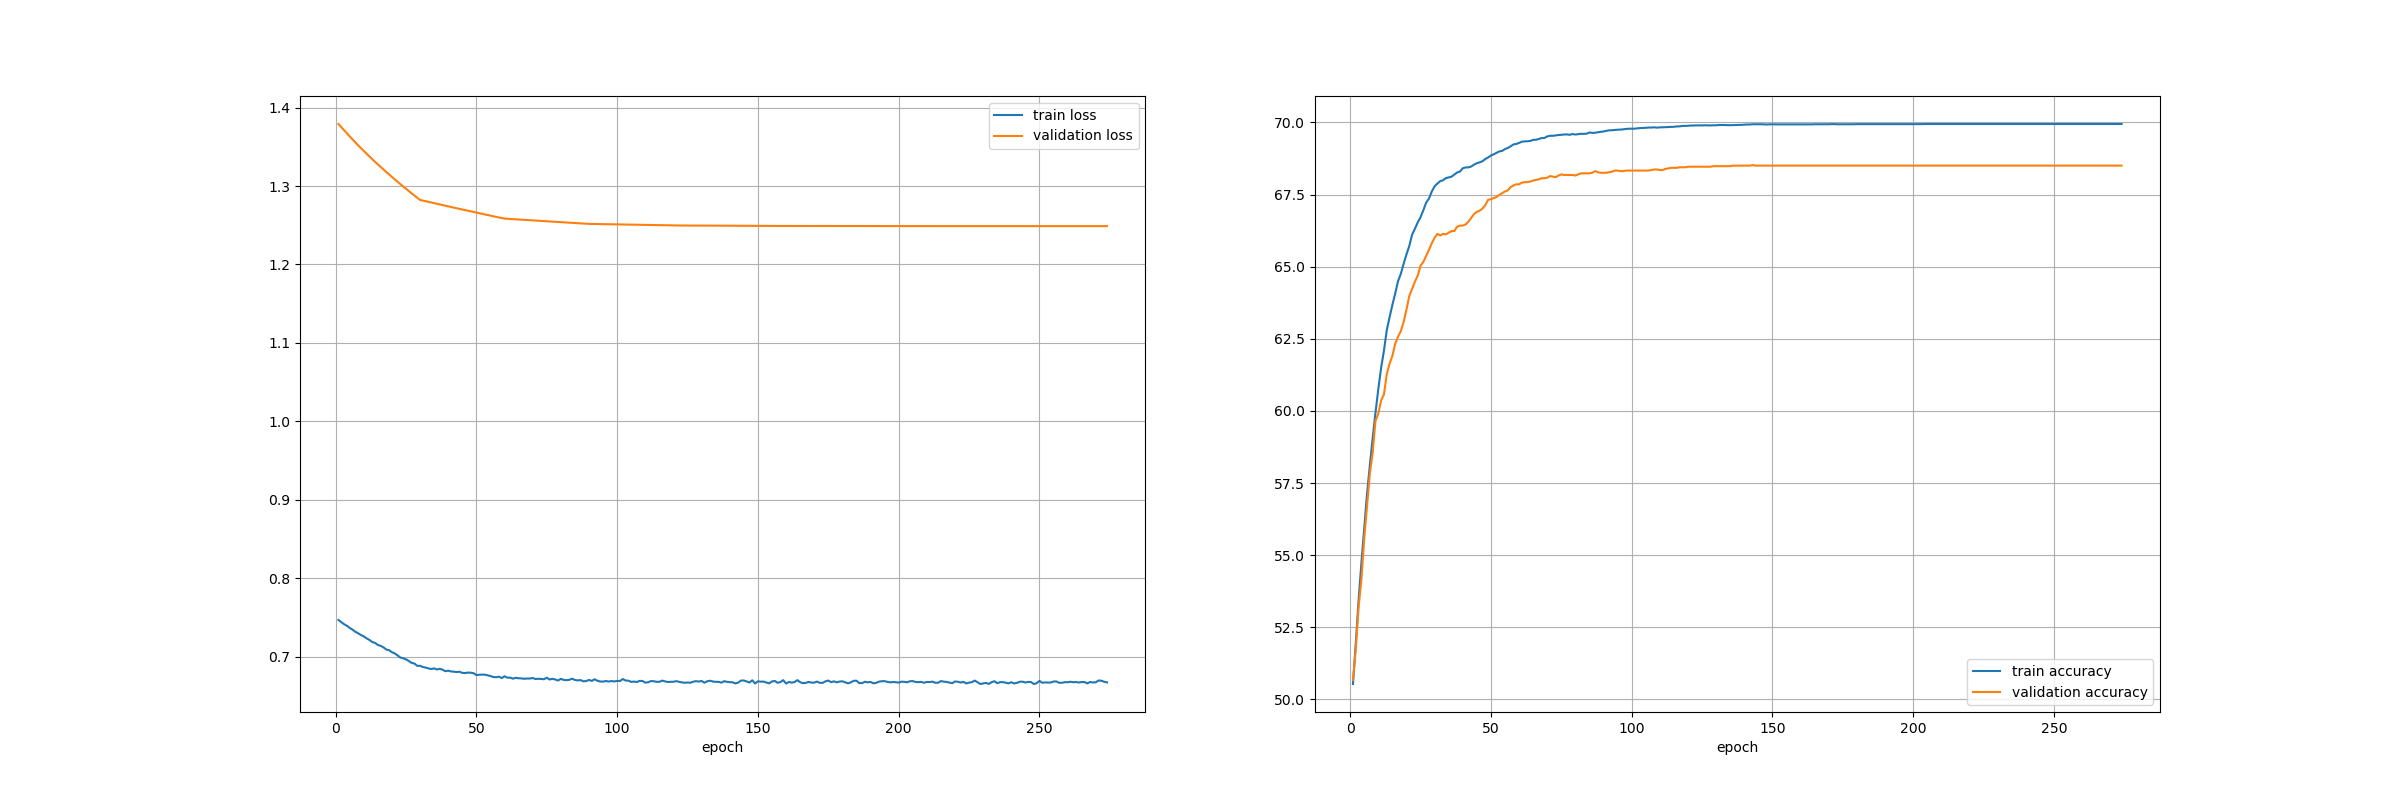 1.4
1.3
1.2
1.1
1.0
0.9
0.8
0.7
0 50 100 150 200 250
epoch
train loss
validation loss
70.0
67.5
65.0
62.5
60.0
57.5
55.0
52.5
50.0
0 50 100 150 200 250
epoch
train accuracy
validation accuracy